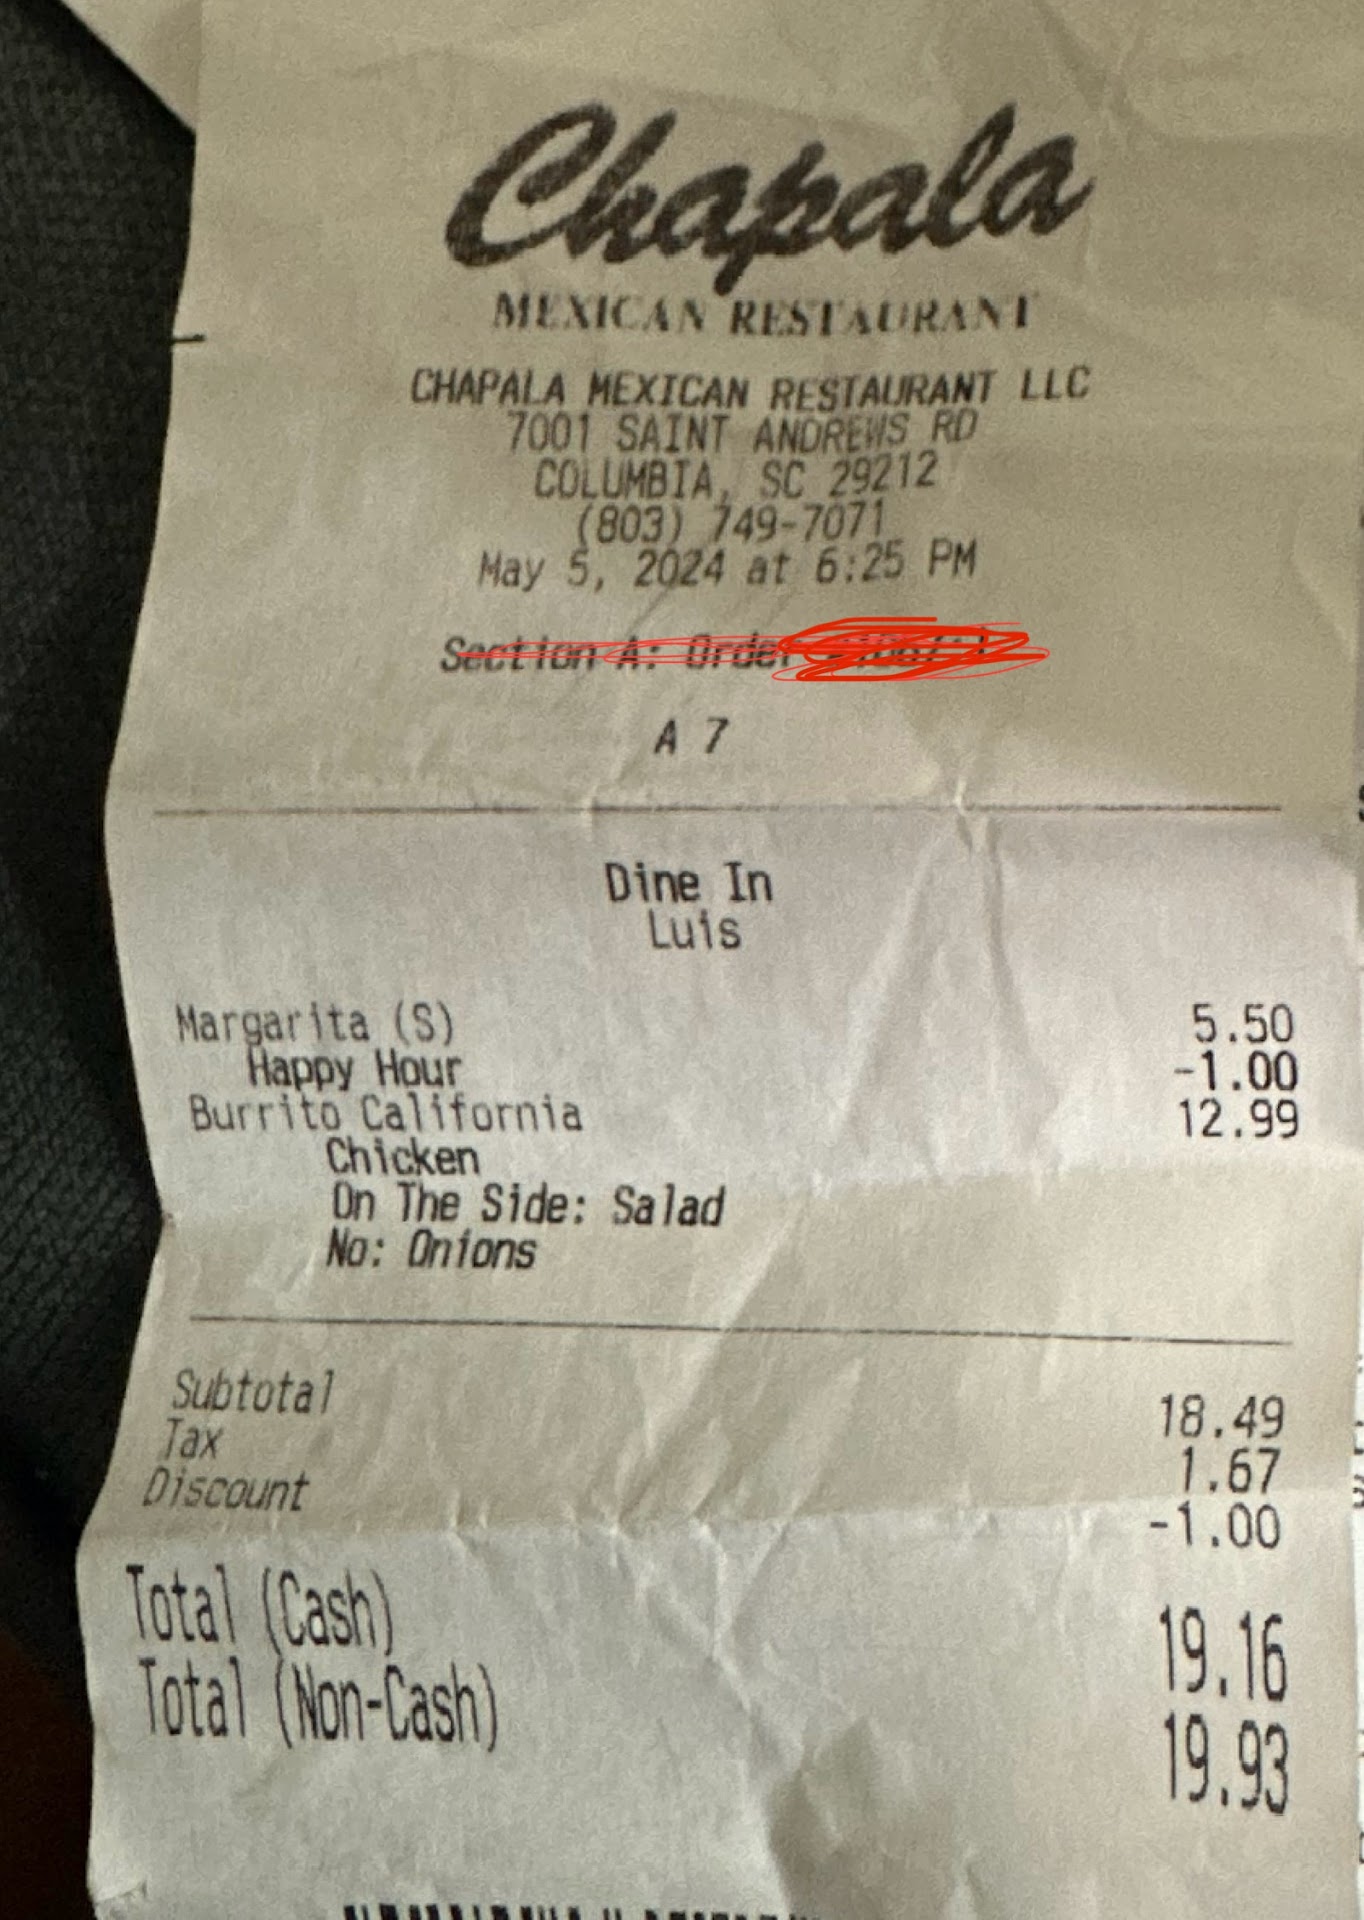 Chapala
MEXICAN RESTAURANT
CHAPALA MEXICAN RESTAURANT LLC
7001 SAINT ANDREWS RD
COLUMBIA, SC 29212
(803) 749-7071
May 5, 2024 at 6:25 PM
Section A: Order
A 7
Dine In
Luis
Margarita (S) 5.50
Happy Hour -1.00
Burrito California 12.99
Chicken
On The Side: Salad
No: Onions
Subtotal 18.49
Tax 1.67
Discount -1.00
Total (Cash) 19.16
Total (Non-Cash) 19.93